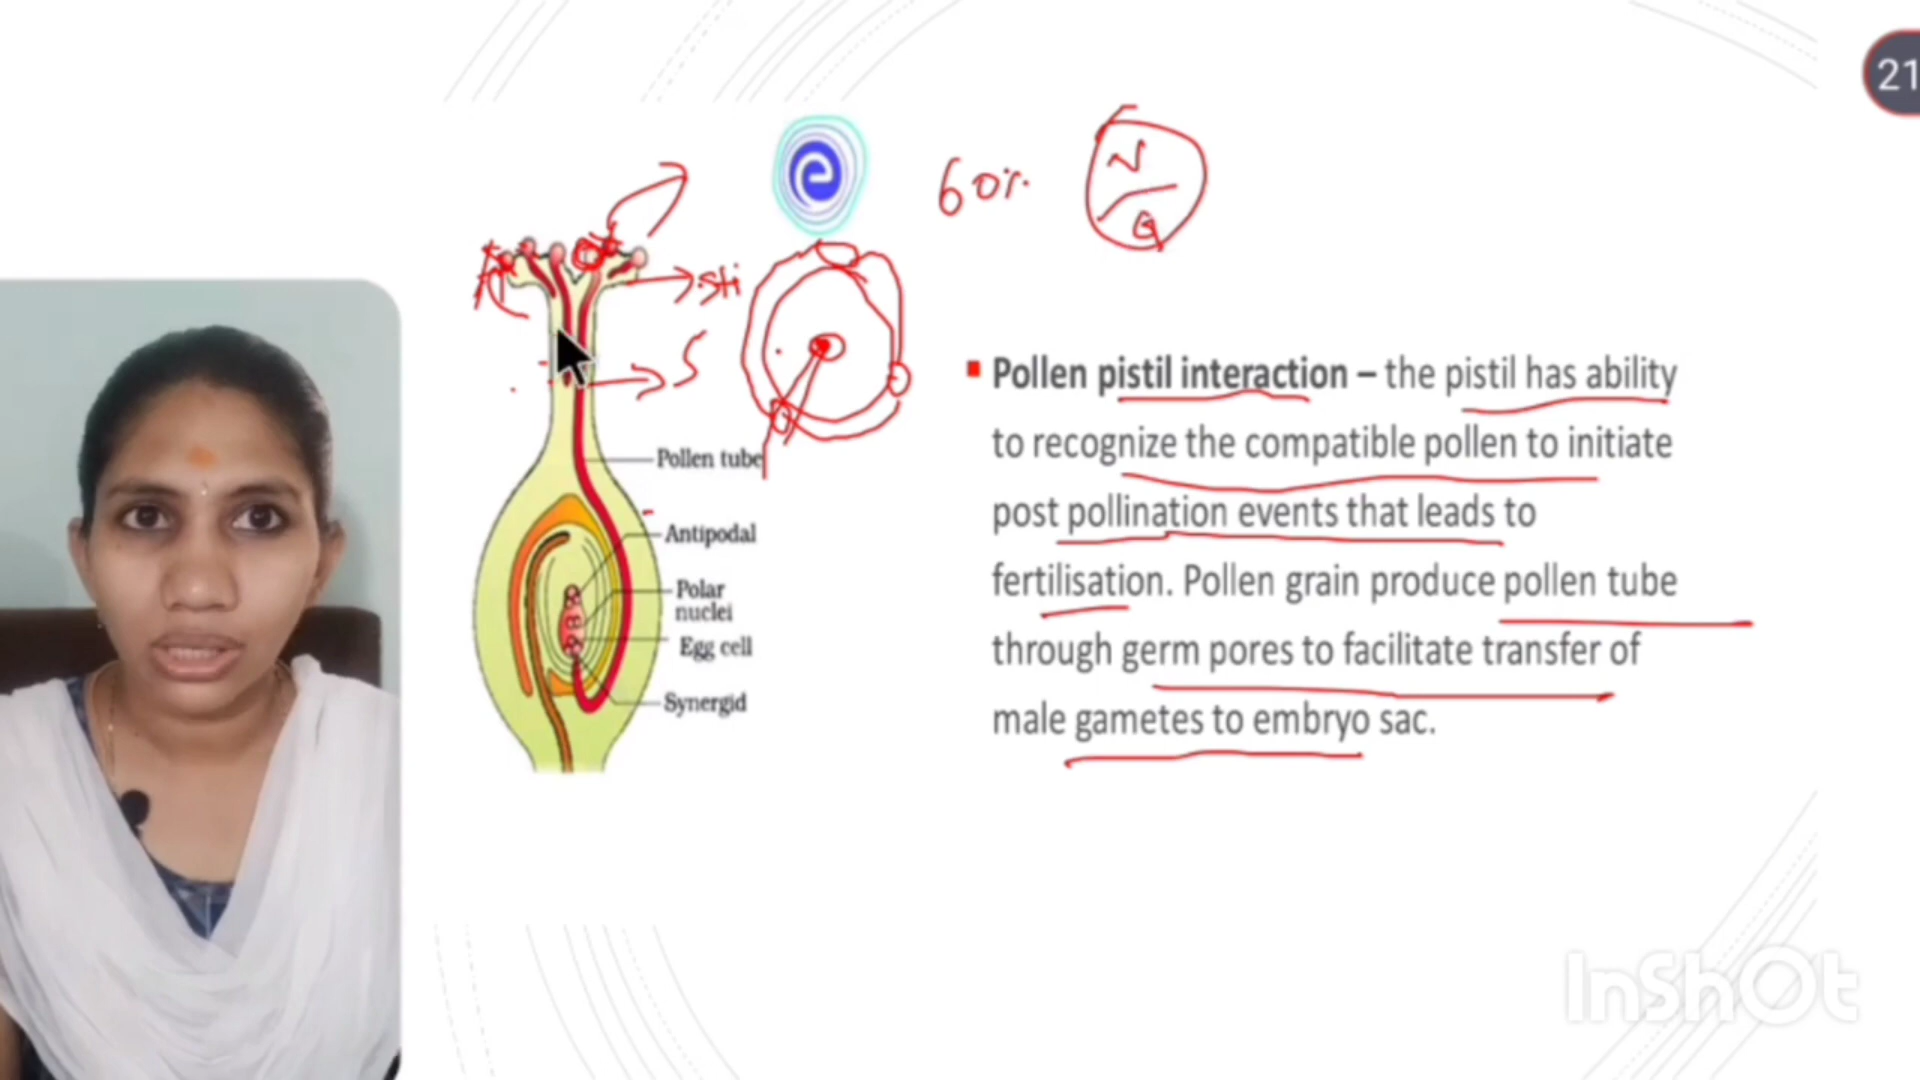 21
60%
V
G
sti
S
Pollen tube
Antipodal
Polar
nuclei
Egg cell
Synergid
Pollen pistil interaction – the pistil has ability
to recognize the compatible pollen to initiate
post pollination events that leads to
fertilisation. Pollen grain produce pollen tube
through germ pores to facilitate transfer of
male gametes to embryo sac.
InShOt